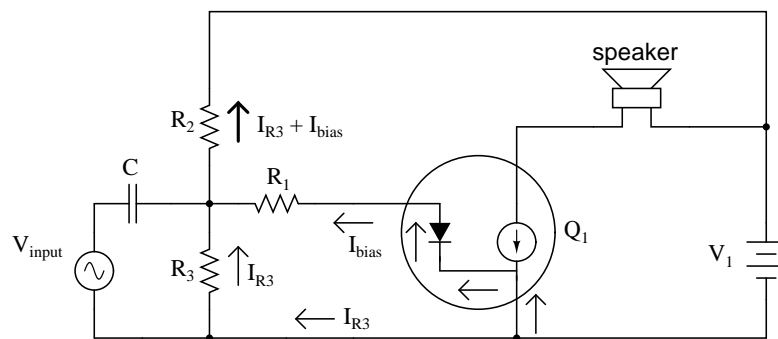 speaker
R2
IR3 + Ibias
C
R1
Vinput
Ibias
Q1
V1
R3
IR3
IR3